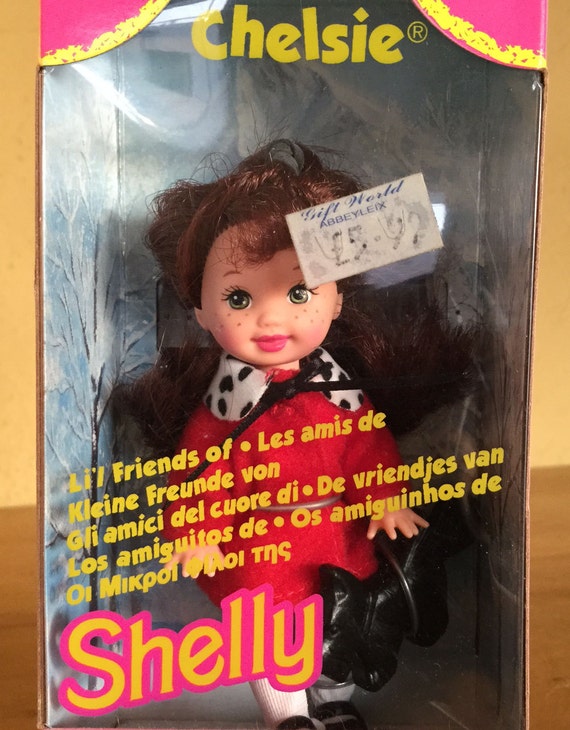 Chelsie®
Gift World
ABBEYLEIX
Li'l Friends of • Les amis de
Kleine Freunde von
Gli amici del cuore di • De vriendjes van
Los amiguitos de • Os amiguinhos de
Οι Μικροί Φίλοι της
Shelly